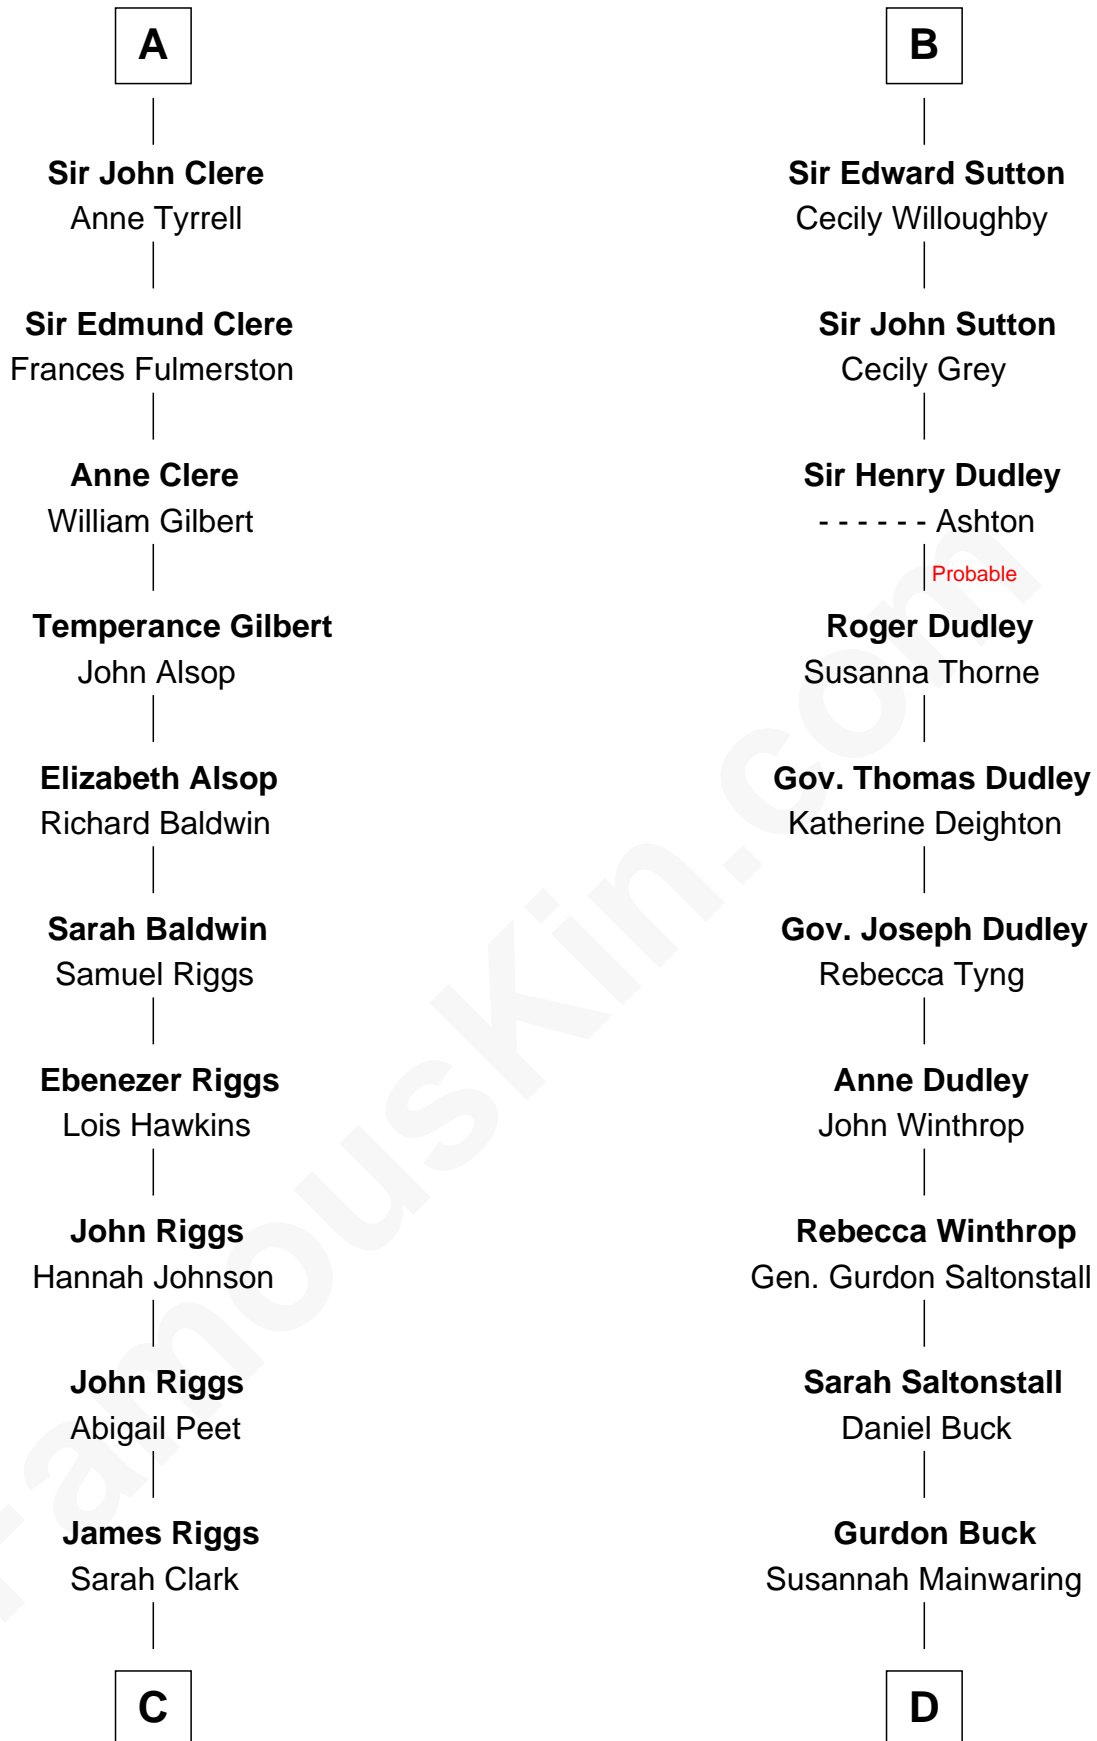 A
Sir John Clere
Anne Tyrrell
Sir Edmund Clere
Frances Fulmerston
Anne Clere
William Gilbert
Temperance Gilbert
John Alsop
Elizabeth Alsop
Richard Baldwin
Sarah Baldwin
Samuel Riggs
Ebenezer Riggs
Lois Hawkins
John Riggs
Hannah Johnson
John Riggs
Abigail Peet
James Riggs
Sarah Clark
C
B
Sir Edward Sutton
Cecily Willoughby
Sir John Sutton
Cecily Grey
Sir Henry Dudley
- - - - - - Ashton
Probable
Roger Dudley
Susanna Thorne
Gov. Thomas Dudley
Katherine Deighton
Gov. Joseph Dudley
Rebecca Tyng
Anne Dudley
John Winthrop
Rebecca Winthrop
Gen. Gurdon Saltonstall
Sarah Saltonstall
Daniel Buck
Gurdon Buck
Susannah Mainwaring
D
FamousKin.com